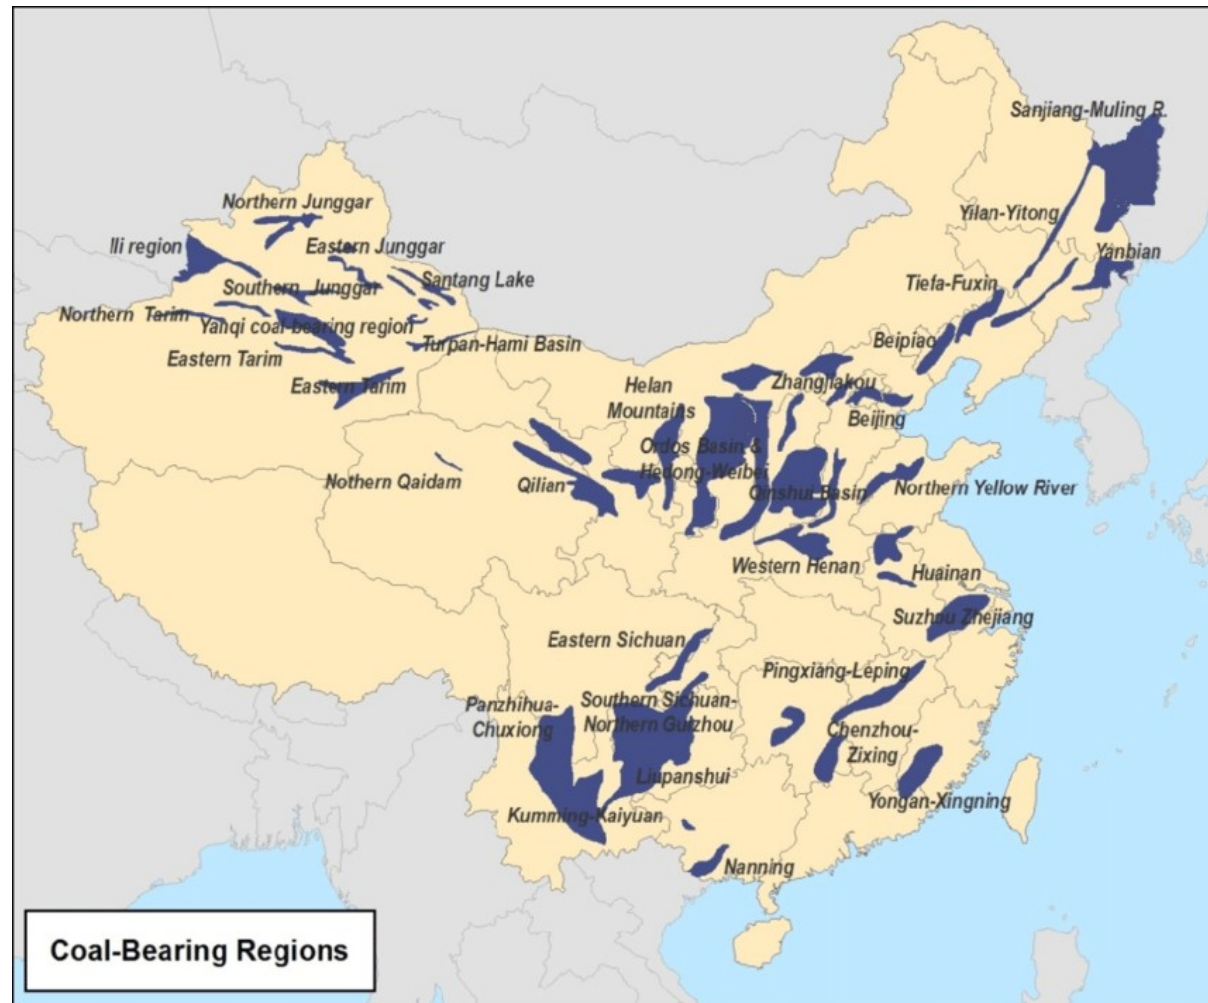 Sanjiang-Muling R.
Northern Junggar
Yilan-Yitong
Ili region
Eastern Junggar
Yanbian
Santang Lake
Tiefa-Fuxin
Southern Junggar
Northern Tarim
Yanqi coal-bearing region
Beipiao
Turpan-Hami Basin
Eastern Tarim
Eastern Tarim
Helan
Mountains
Zhangjiakou
Beijing
Ordos Basin &
Hedong-Weibei
Nothern Qaidam
Qilian
Qinshui Basin
Northern Yellow River
Western Henan
Huainan
Suzhou Zhejiang
Eastern Sichuan
Pingxiang-Leping
Panzhihua-
Chuxiong
Southern Sichuan-
Northern Guizhou
Chenzhou-
Zixing
Liupanshui
Yongan-Xingning
Kumming-Kaiyuan
Nanning
Coal-Bearing Regions